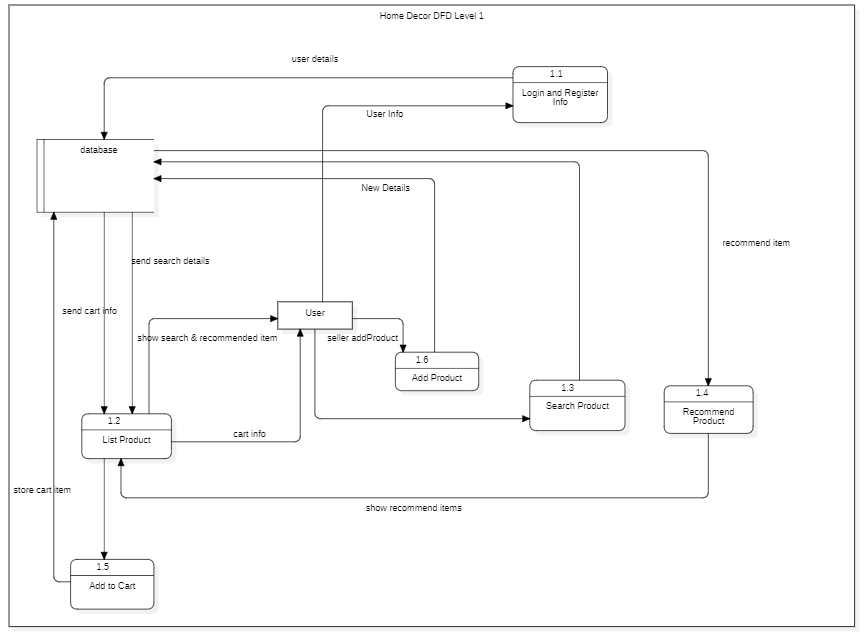 Home Decor DFD Level 1
user details
1.1
Login and Register
Info
User Info
database
New Details
recommend item
send search details
send cart info
User
show search & recommended item
seller addProduct
1.6
Add Product
1.3
Search Product
1.4
Recommend
Product
1.2
List Product
cart info
store cart item
show recommend items
1.5
Add to Cart